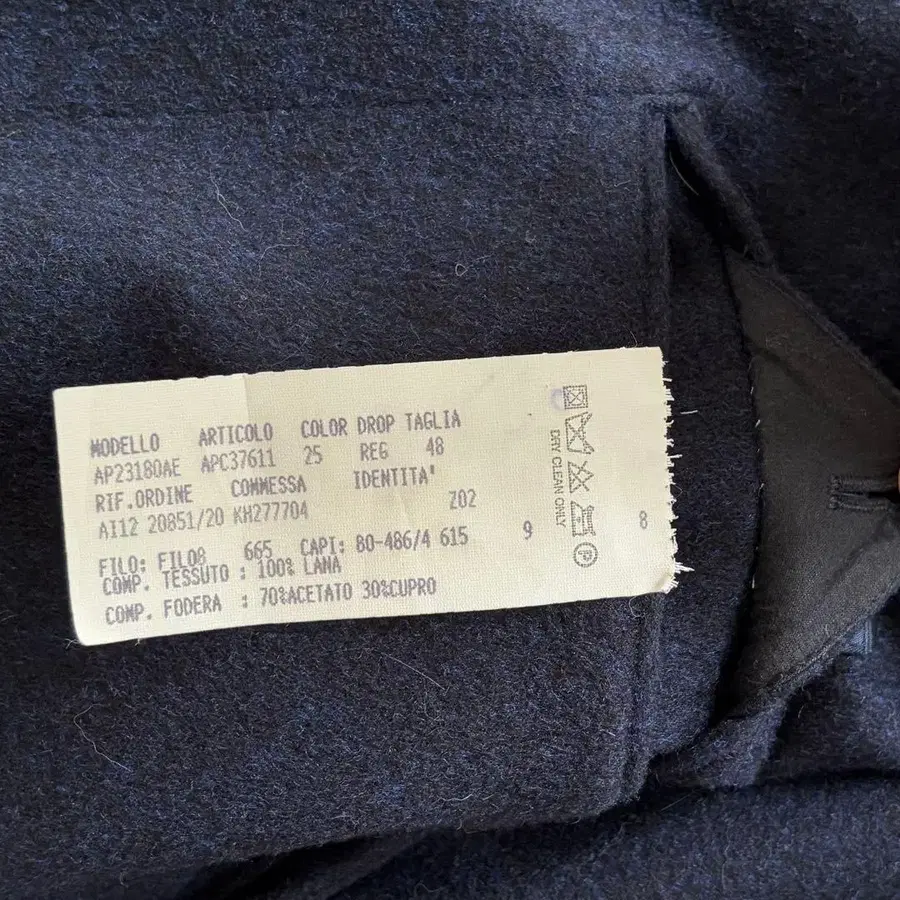 MODELLO ARTICOLO COLOR DROP TAGLIA
AP23180AE APC37611 25 REG 48
RIF.ORDINE COMMESSA IDENTITA'
AI12 20851/20 KH277704 Z02
FILO: FILO8 665 CAPI: BO-486/4 615 9 8
COMP. TESSUTO : 100% LANA
COMP. FODERA : 70%ACETATO 30%CUPRO
DRY CLEAN ONLY
P